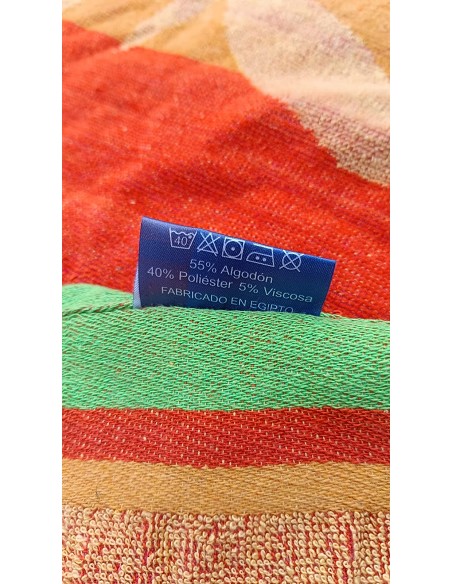 40°
55% Algodón
40% Poliéster 5% Viscosa
FABRICADO EN EGIPTO